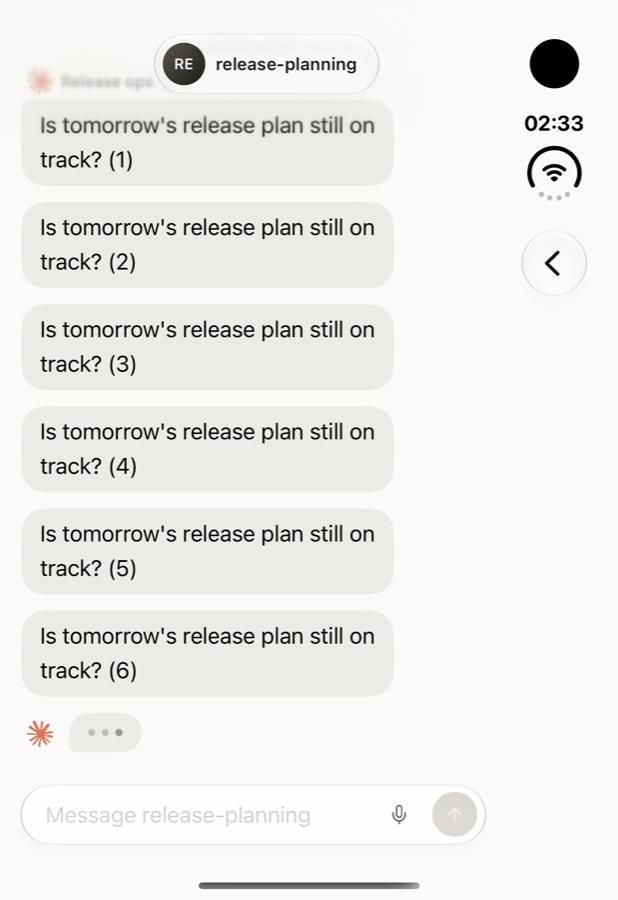 RE release-planning
Release ops
02:33
Is tomorrow's release plan still on
track? (1)
Is tomorrow's release plan still on
track? (2)
Is tomorrow's release plan still on
track? (3)
Is tomorrow's release plan still on
track? (4)
Is tomorrow's release plan still on
track? (5)
Is tomorrow's release plan still on
track? (6)
Message release-planning